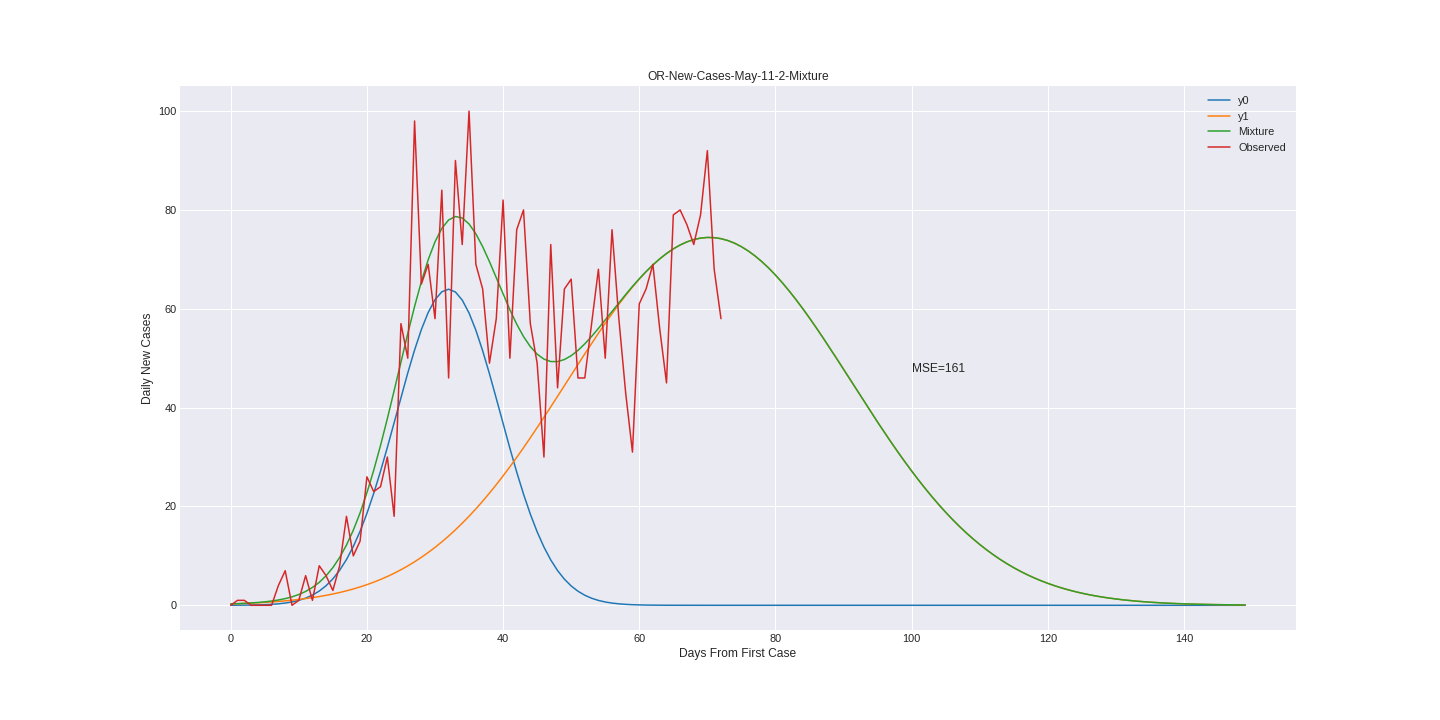 OR-New-Cases-May-11-2-Mixture
y0
y1
Mixture
Observed
100
80
60
40
20
0
Daily New Cases
MSE=161
0
20
40
60
80
100
120
140
Days From First Case